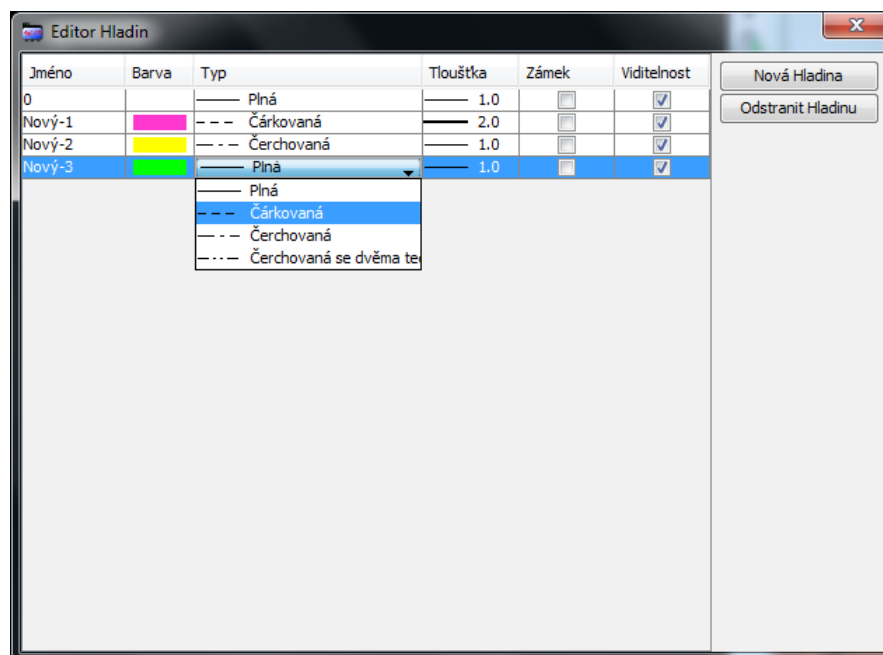 Editor Hladin
Jméno Barva Typ Tloušťka Zámek Viditelnost
Nová Hladina
0 Plná 1.0
Odstranit Hladinu
Nový-1 Čárkovaná 2.0
Nový-2 Čerchovaná 1.0
Nový-3 Plná 1.0
Plná
Čárkovaná
Čerchovaná
Čerchovaná se dvěma